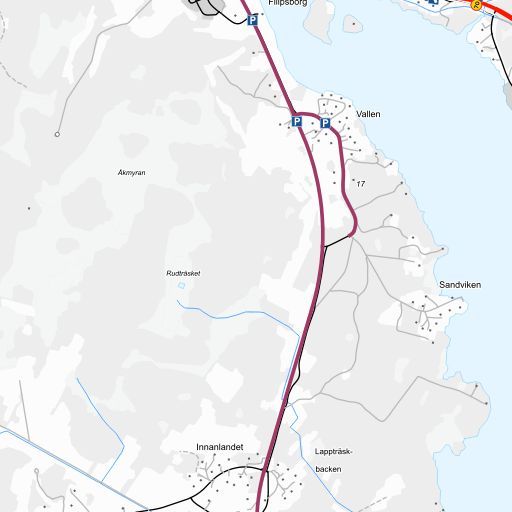 Filipsborg
P
P
P
Vallen
Åkmyran
17
Rudträsket
Sandviken
Innanlandet
Lappträsk-
backen